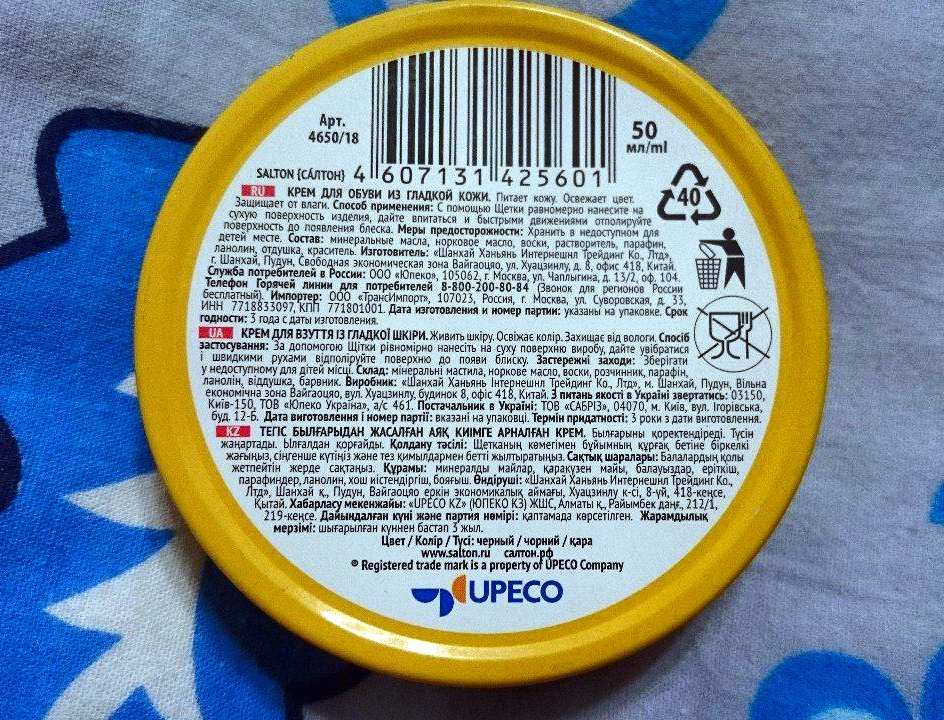 Арт.
4650/18
50
мл/ml
SALTON {САЛТОН} 4 607131 425601
40
RU КРЕМ ДЛЯ ОБУВИ ИЗ ГЛАДКОЙ КОЖИ. Питает кожу. Освежает цвет.
Защищает от влаги. Способ применения: С помощью Щетки равномерно нанесите на
сухую поверхность изделия, дайте впитаться и быстрыми движениями отполируйте
поверхность до появления блеска. Меры предосторожности: Хранить в недоступном для
детей месте. Состав: минеральные масла, норковое масло, воски, растворитель, парафин,
ланолин, отдушка, краситель. Изготовитель: «Шанхай Ханьянь Интернешнл Трейдинг Ко., Лтд»,
г. Шанхай, Пудун, Свободная экономическая зона Вайгаоцяо, ул. Хуацзинлу, д. 8, офис 418, Китай.
Служба потребителей в России: ООО «Юпеко», 105062, г. Москва, ул. Чаплыгина, д. 13/2, оф. 104.
Телефон Горячей линии для потребителей 8-800-200-80-84 (Звонок для регионов России
бесплатный). Импортер: ООО «ТрансИмпорт», 107023, Россия, г. Москва, ул. Суворовская, д. 33,
ИНН 7718833097, КПП 771801001. Дата изготовления и номер партии: указаны на упаковке. Срок
годности: 3 года с даты изготовления.
UA КРЕМ ДЛЯ ВЗУТТЯ ІЗ ГЛАДКОЇ ШКІРИ. Живить шкіру. Освіжає колір. Захищає від вологи. Спосіб
застосування: За допомогою Щітки рівномірно нанесіть на суху поверхню виробу, дайте увібратися
і швидкими рухами відполіруйте поверхню до появи блиску. Застережні заходи: Зберігати
у недоступному для дітей місці. Склад: мінеральні мастила, норкове масло, воски, розчинник, парафін,
ланолін, віддушка, барвник. Виробник: «Шанхай Ханьянь Інтернешнл Трейдинг Ко., Лтд», м. Шанхай, Пудун, Вільна
економічна зона Вайгаоцяо, вул. Хуацзинлу, будинок 8, офіс 418, Китай. З питань якості в Україні звертатись: 03150,
Київ-150, ТОВ «Юпеко Україна», а/с 461. Постачальник в Україні: ТОВ «САБРІЗ», 04070, м. Київ, вул. Ігорівська,
буд. 12-Б. Дата виготовлення і номер партії: вказані на упаковці. Термін придатності: 3 роки з дати виготовлення.
KZ ТЕГІС БЫЛҒАРЫДАН ЖАСАЛҒАН АЯҚ КИІМГЕ АРНАЛҒАН КРЕМ. Былғарыны қоректендіреді. Түсін
жаңартады. Ылғалдан қорғайды. Қолдану тәсілі: Щетканың көмегімен бұйымның құрғақ бетіне біркелкі
жағыңыз, сіңгенше күтіңіз және тез қимылдармен бетті жылтыратыңыз. Сақтық шаралары: Балалардың қолы
жетпейтін жерде сақтаңыз. Құрамы: минералды майлар, қаракүзен майы, балауыздар, еріткіш,
парафиндер, ланолин, хош иістендіргіш, бояғыш. Өндіруші: «Шанхай Ханьянь Интернешнл Трейдинг Ко.,
Лтд», Шанхай қ., Пудун, Вайгаоцяо еркін экономикалық аймағы, Хуацзинлу к-сі, 8-үй, 418-кеңсе,
Қытай. Хабарласу мекенжайы: «UPECO KZ» (ЮПЕКО КЗ) ЖШС, Алматы қ., Райымбек даңғ., 212/1,
219-кеңсе. Дайындалған күні және партия нөмірі: қаптамада көрсетілген. Жарамдылық
мерзімі: шығарылған күннен бастап 3 жыл.
Цвет / Колір / Түсі: черный / чорний / қара
www.salton.ru салтон.рф
® Registered trade mark is a property of UPECO Company
UPECO